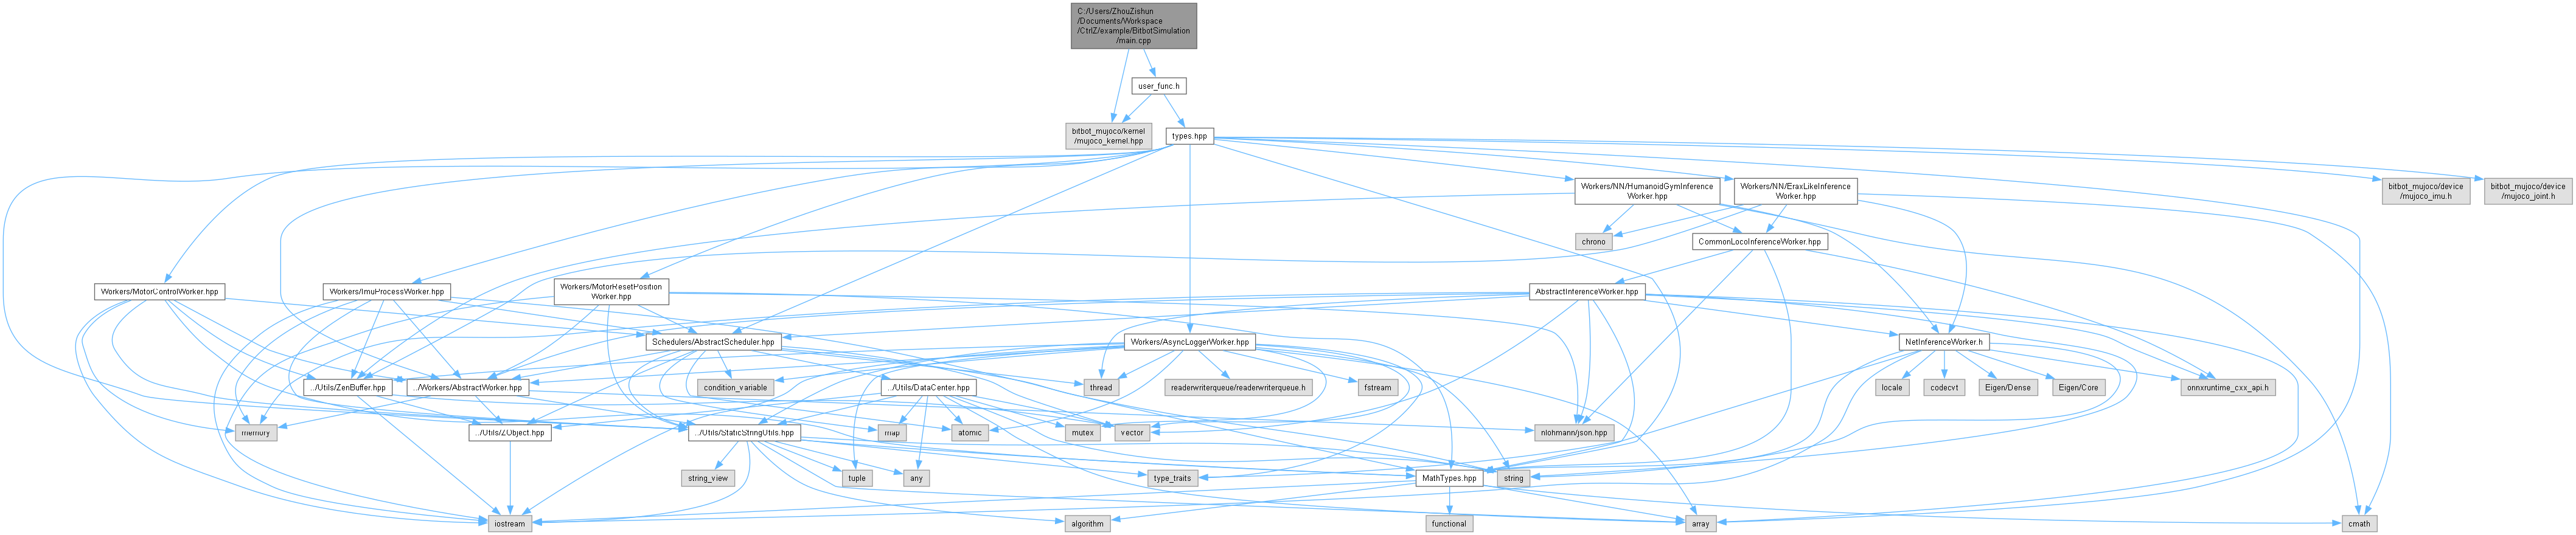 C:/Users/ZhouZishun
/Documents/Workspace
/CtrlZ/example/BitbotSimulation
/main.cpp
user_func.h
bitbot_mujoco/kernel
/mujoco_kernel.hpp
types.hpp
Workers/NN/HumanoidGymInference
Worker.hpp
Workers/NN/EraxLikeInference
Worker.hpp
bitbot_mujoco/device
/mujoco_imu.h
bitbot_mujoco/device
/mujoco_joint.h
chrono
CommonLocoInferenceWorker.hpp
Workers/MotorControlWorker.hpp
Workers/ImuProcessWorker.hpp
Workers/MotorResetPosition
Worker.hpp
AbstractInferenceWorker.hpp
Schedulers/AbstractScheduler.hpp
Workers/AsyncLoggerWorker.hpp
NetInferenceWorker.h
../Utils/ZenBuffer.hpp
../Workers/AbstractWorker.hpp
condition_variable
../Utils/DataCenter.hpp
thread
readerwriterqueue/readerwriterqueue.h
fstream
locale
codecvt
Eigen/Dense
Eigen/Core
onnxruntime_cxx_api.h
memory
../Utils/ZObject.hpp
../Utils/StaticStringUtils.hpp
map
atomic
mutex
vector
nlohmann/json.hpp
string_view
tuple
any
type_traits
MathTypes.hpp
string
iostream
algorithm
functional
array
cmath